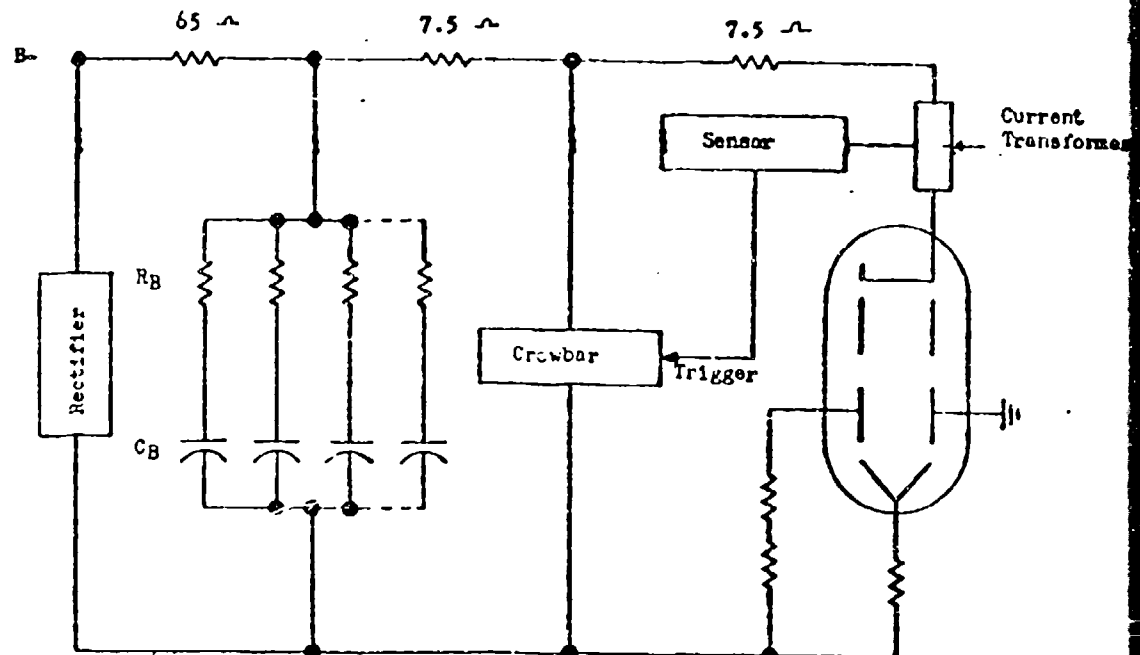 65 Ω
7.5 Ω
7.5 Ω
B-
Sensor
Current
Transformer
RB
Rectifier
Crowbar
Trigger
CB